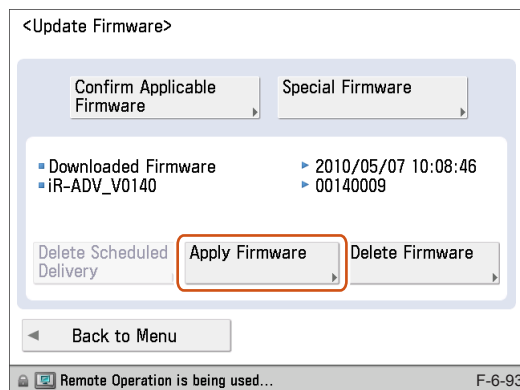 <Update Firmware>
Confirm Applicable
Firmware
Special Firmware
Downloaded Firmware
2010/05/07 10:08:46
iR-ADV_V0140
00140009
Delete Scheduled
Delivery
Apply Firmware
Delete Firmware
Back to Menu
Remote Operation is being used...
F-6-93